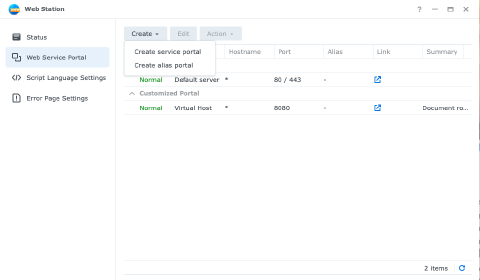 Web Station
?
Status
Web Service Portal
Script Language Settings
Error Page Settings
Create Edit Action
Create service portal
Create alias portal
Hostname Port Alias Link Summary
Normal Default server * 80 / 443 -
Customized Portal
Normal Virtual Host * 8080 - Document ro...
2 items